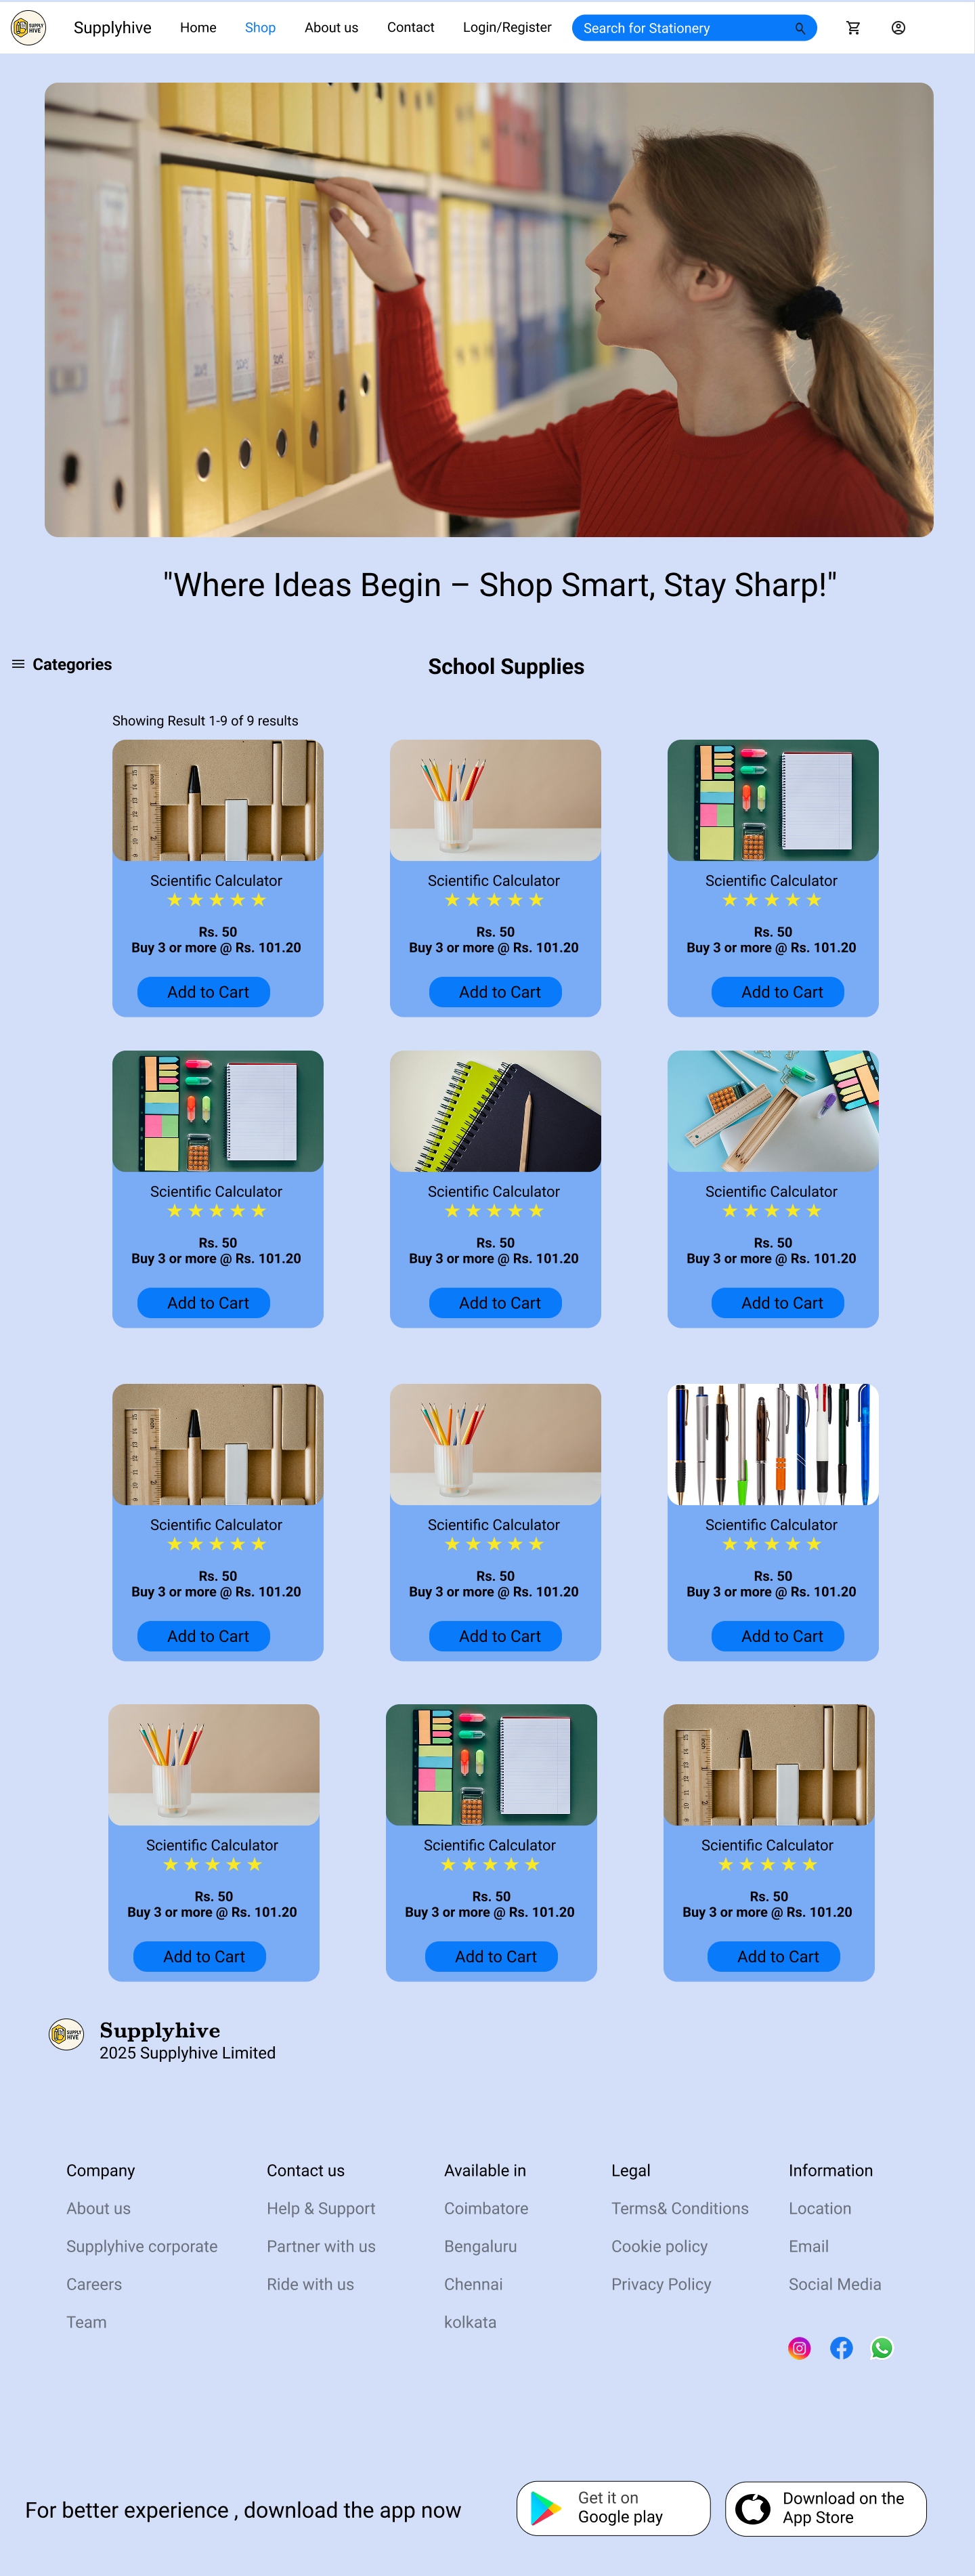 SUPPLY
HIVE
Supplyhive
Home
Shop
About us
Contact
Login/Register
Search for Stationery
"Where Ideas Begin – Shop Smart, Stay Sharp!"
Categories
School Supplies
Showing Result 1-9 of 9 results
Scientific Calculator
Rs. 50
Buy 3 or more @ Rs. 101.20
Add to Cart
Scientific Calculator
Rs. 50
Buy 3 or more @ Rs. 101.20
Add to Cart
Scientific Calculator
Rs. 50
Buy 3 or more @ Rs. 101.20
Add to Cart
Scientific Calculator
Rs. 50
Buy 3 or more @ Rs. 101.20
Add to Cart
Scientific Calculator
Rs. 50
Buy 3 or more @ Rs. 101.20
Add to Cart
Scientific Calculator
Rs. 50
Buy 3 or more @ Rs. 101.20
Add to Cart
Scientific Calculator
Rs. 50
Buy 3 or more @ Rs. 101.20
Add to Cart
Scientific Calculator
Rs. 50
Buy 3 or more @ Rs. 101.20
Add to Cart
Scientific Calculator
Rs. 50
Buy 3 or more @ Rs. 101.20
Add to Cart
Scientific Calculator
Rs. 50
Buy 3 or more @ Rs. 101.20
Add to Cart
Scientific Calculator
Rs. 50
Buy 3 or more @ Rs. 101.20
Add to Cart
Scientific Calculator
Rs. 50
Buy 3 or more @ Rs. 101.20
Add to Cart
SUPPLY
HIVE
Supplyhive
2025 Supplyhive Limited
Company
About us
Supplyhive corporate
Careers
Team
Contact us
Help & Support
Partner with us
Ride with us
Available in
Coimbatore
Bengaluru
Chennai
kolkata
Legal
Terms& Conditions
Cookie policy
Privacy Policy
Information
Location
Email
Social Media
For better experience , download the app now
Get it on
Google play
Download on the
App Store